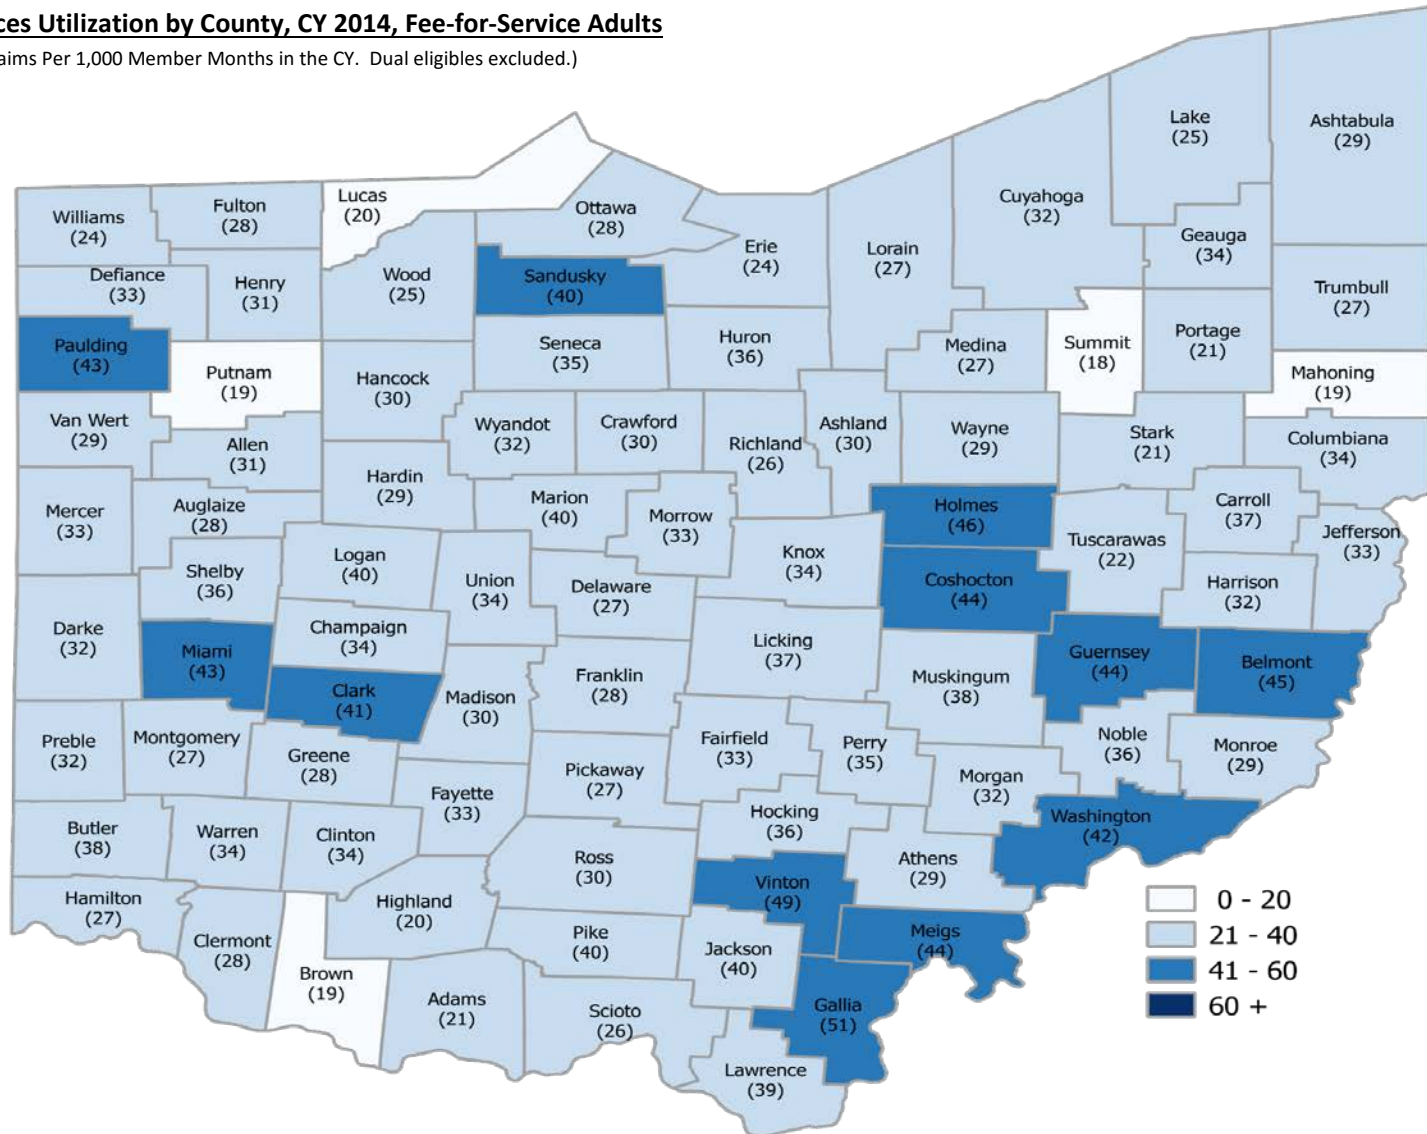 ces Utilization by County, CY 2014, Fee-for-Service Adults
aims Per 1,000 Member Months in the CY.  Dual eligibles excluded.)
Lake
(25)
Ashtabula
(29)
Williams
(24)
Fulton
(28)
Lucas
(20)
Ottawa
(28)
Cuyahoga
(32)
Geauga
(34)
Defiance
(33)
Henry
(31)
Wood
(25)
Sandusky
(40)
Erie
(24)
Lorain
(27)
Trumbull
(27)
Paulding
(43)
Putnam
(19)
Hancock
(30)
Seneca
(35)
Huron
(36)
Medina
(27)
Summit
(18)
Portage
(21)
Mahoning
(19)
Van Wert
(29)
Allen
(31)
Wyandot
(32)
Crawford
(30)
Richland
(26)
Ashland
(30)
Wayne
(29)
Stark
(21)
Columbiana
(34)
Mercer
(33)
Auglaize
(28)
Hardin
(29)
Marion
(40)
Morrow
(33)
Holmes
(46)
Tuscarawas
(22)
Carroll
(37)
Jefferson
(33)
Shelby
(36)
Logan
(40)
Union
(34)
Delaware
(27)
Knox
(34)
Coshocton
(44)
Harrison
(32)
Darke
(32)
Miami
(43)
Champaign
(34)
Clark
(41)
Madison
(30)
Franklin
(28)
Licking
(37)
Muskingum
(38)
Guernsey
(44)
Belmont
(45)
Preble
(32)
Montgomery
(27)
Greene
(28)
Fayette
(33)
Pickaway
(27)
Fairfield
(33)
Perry
(35)
Morgan
(32)
Noble
(36)
Monroe
(29)
Butler
(38)
Warren
(34)
Clinton
(34)
Ross
(30)
Hocking
(36)
Athens
(29)
Washington
(42)
Hamilton
(27)
Clermont
(28)
Brown
(19)
Highland
(20)
Adams
(21)
Pike
(40)
Scioto
(26)
Vinton
(49)
Jackson
(40)
Meigs
(44)
Gallia
(51)
Lawrence
(39)
0 - 20
21 - 40
41 - 60
60 +